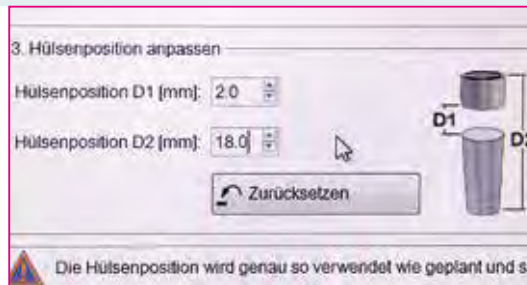 3. Hülsenposition anpassen
Hülsenposition D1 [mm]: 2.0
D1
Hülsenposition D2 [mm]: 18.0
Zurücksetzen
Die Hülsenposition wird genau so verwendet wie geplant und